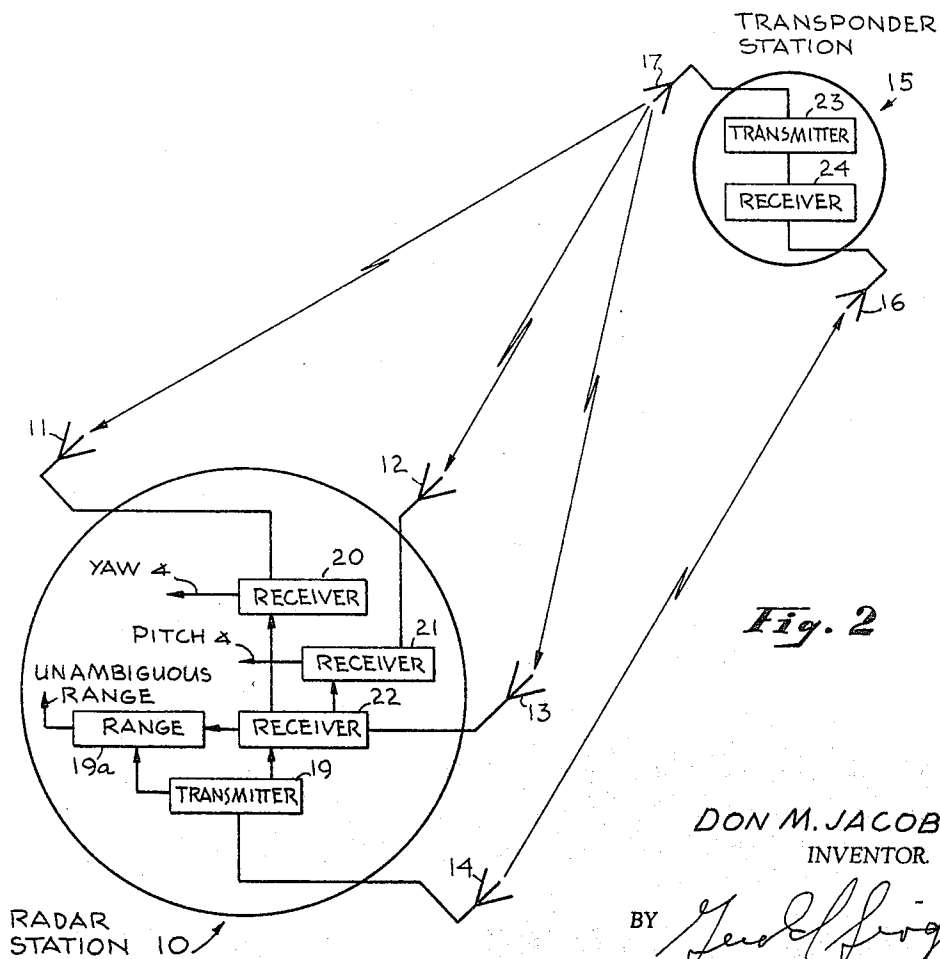 TRANSPONDER
STATION
17
15
23
TRANSMITTER
24
RECEIVER
16
11
12
20
YAW ∡
RECEIVER
21
PITCH ∡
RECEIVER
UNAMBIGUOUS
RANGE
22
13
RANGE
RECEIVER
19a
19
TRANSMITTER
14
Fig. 2
RADAR
STATION 10
DON M. JACOB
INVENTOR.
BY